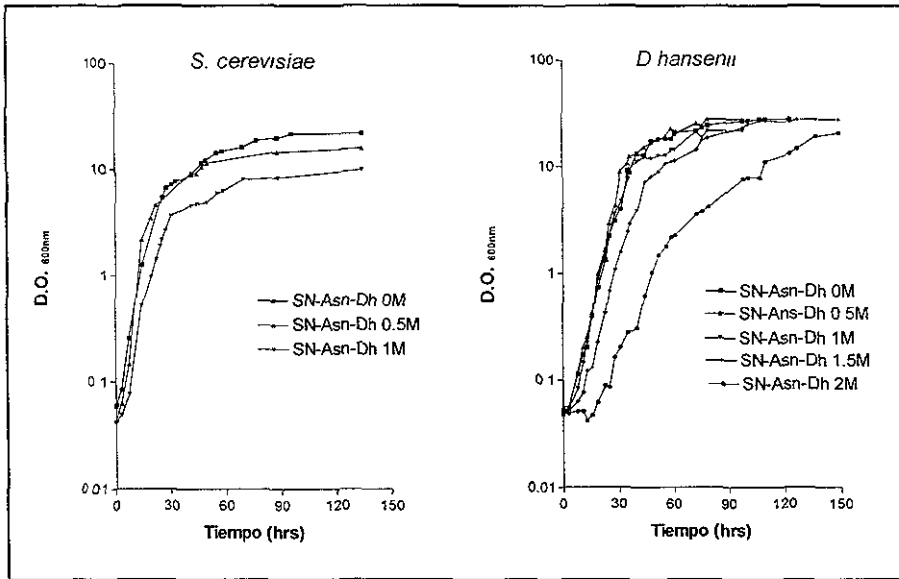 S. cerevisiae
100
10
1
0 1
0.01
D.O. 600nm
SN-Asn-Dh 0M
SN-Asn-Dh 0.5M
SN-Asn-Dh 1M
0 30 60 90 120 150
Tiempo (hrs)
D hansenii
100
10
1
0.1
0.01
D.O. 600nm
SN-Asn-Dh 0M
SN-Ans-Dh 0 5M
SN-Asn-Dh 1M
SN-Asn-Dh 1.5M
SN-Asn-Dh 2M
0 30 60 90 120 150
Tiempo (hrs)